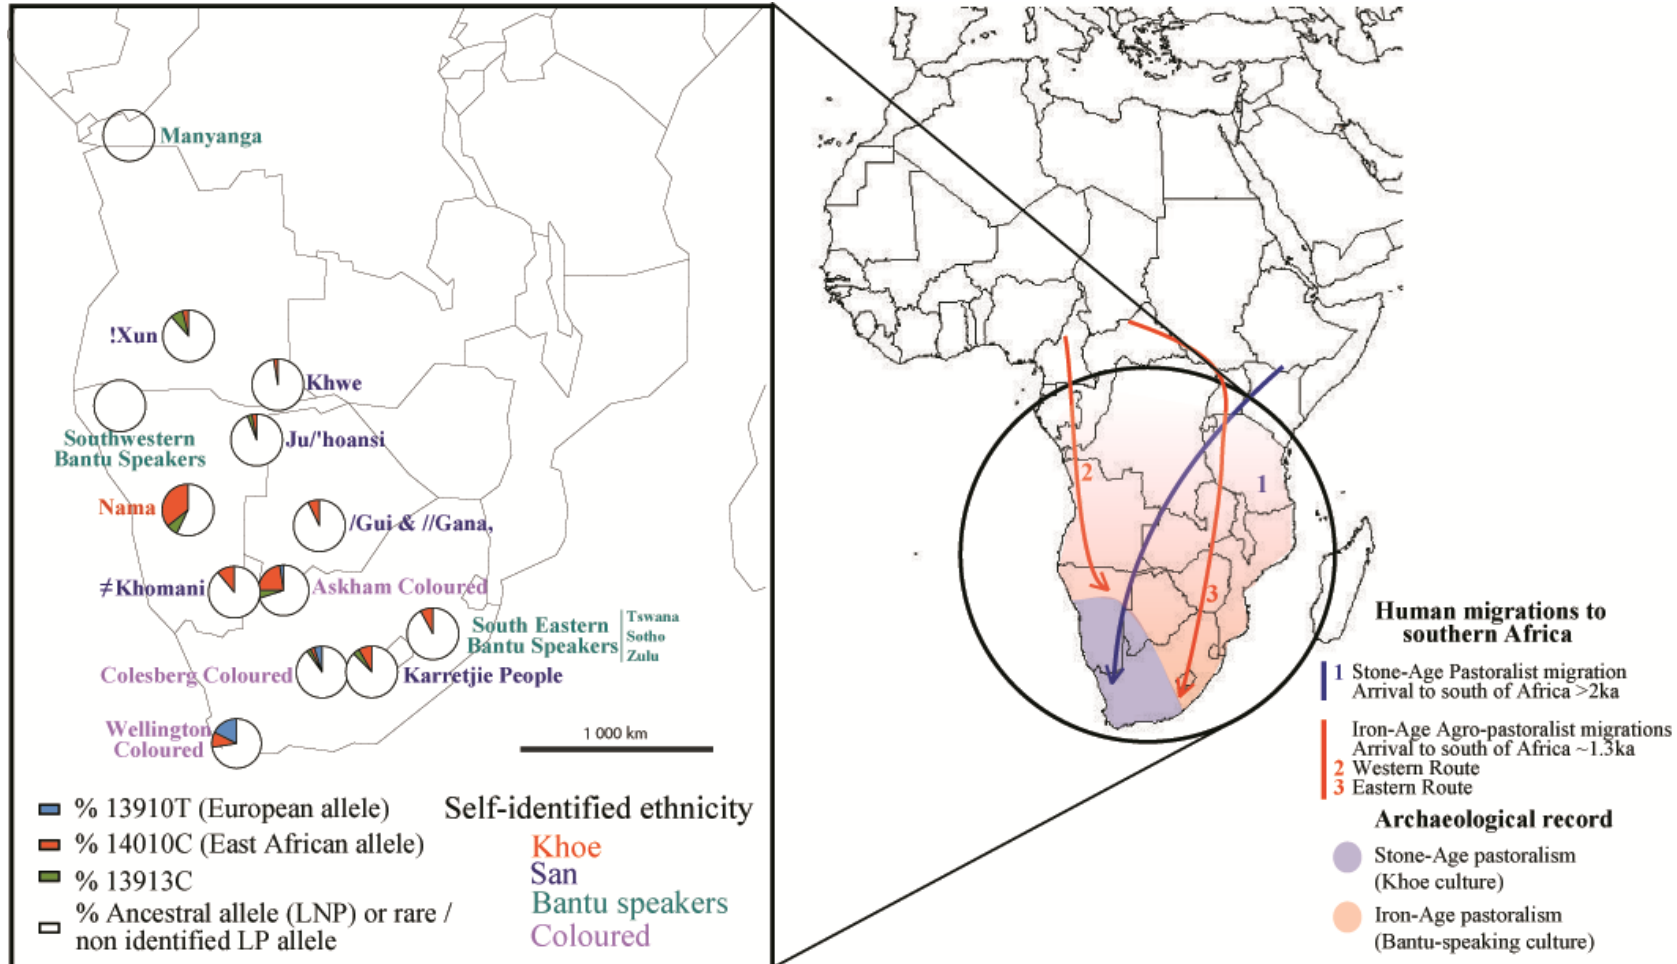 Manyanga
!Xun
Khwe
Southwestern
Bantu Speakers
Ju/'hoansi
Nama
/Gui & //Gana,
≠Khomani
Askham Coloured
South Eastern
Bantu Speakers
Tswana
Sotho
Zulu
Colesberg Coloured
Karretjie People
Wellington
Coloured
1 000 km
% 13910T (European allele)
% 14010C (East African allele)
% 13913C
% Ancestral allele (LNP) or rare /
non identified LP allele
Self-identified ethnicity
Khoe
San
Bantu speakers
Coloured
2
1
3
Human migrations to
southern Africa
1 Stone-Age Pastoralist migration
Arrival to south of Africa >2ka
Iron-Age Agro-pastoralist migrations
Arrival to south of Africa ~1.3ka
2 Western Route
3 Eastern Route
Archaeological record
Stone-Age pastoralism
(Khoe culture)
Iron-Age pastoralism
(Bantu-speaking culture)